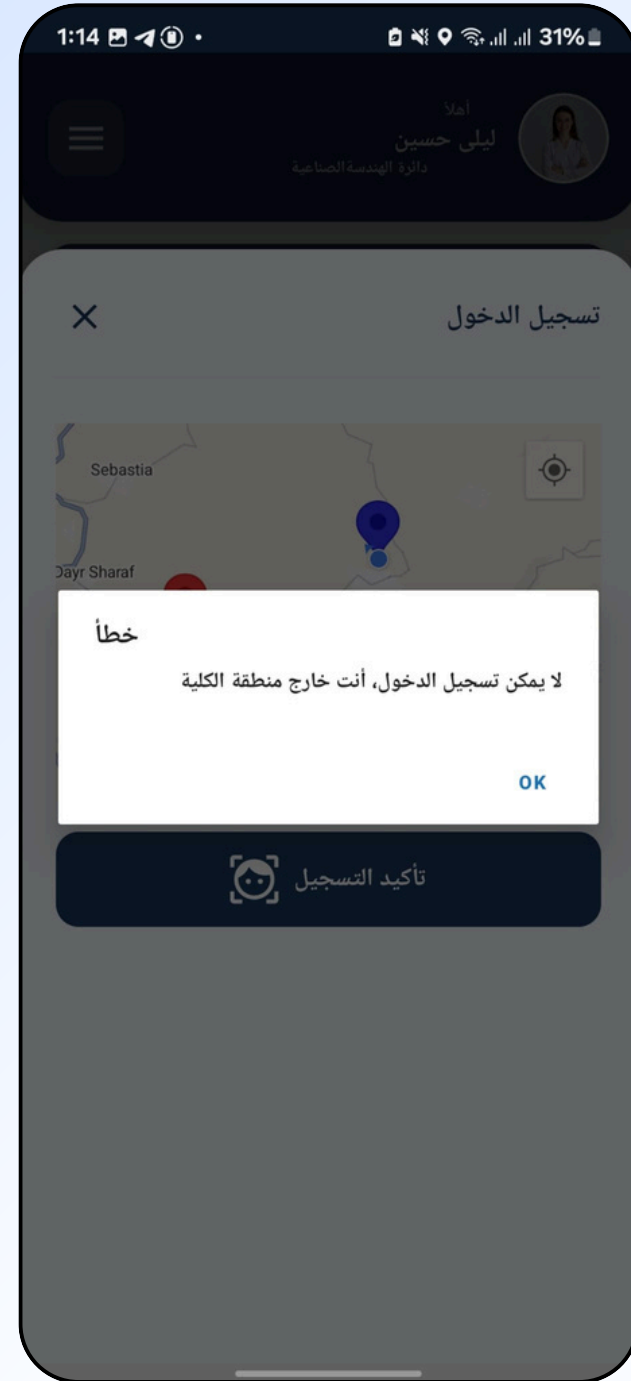 1:14
31%
أهلاً
ليلى حسين
دائرة الهندسة الصناعية
تسجيل الدخول
Sebastia
Dayr Sharaf
خطأ
لا يمكن تسجيل الدخول، أنت خارج منطقة الكلية
OK
تأكيد التسجيل